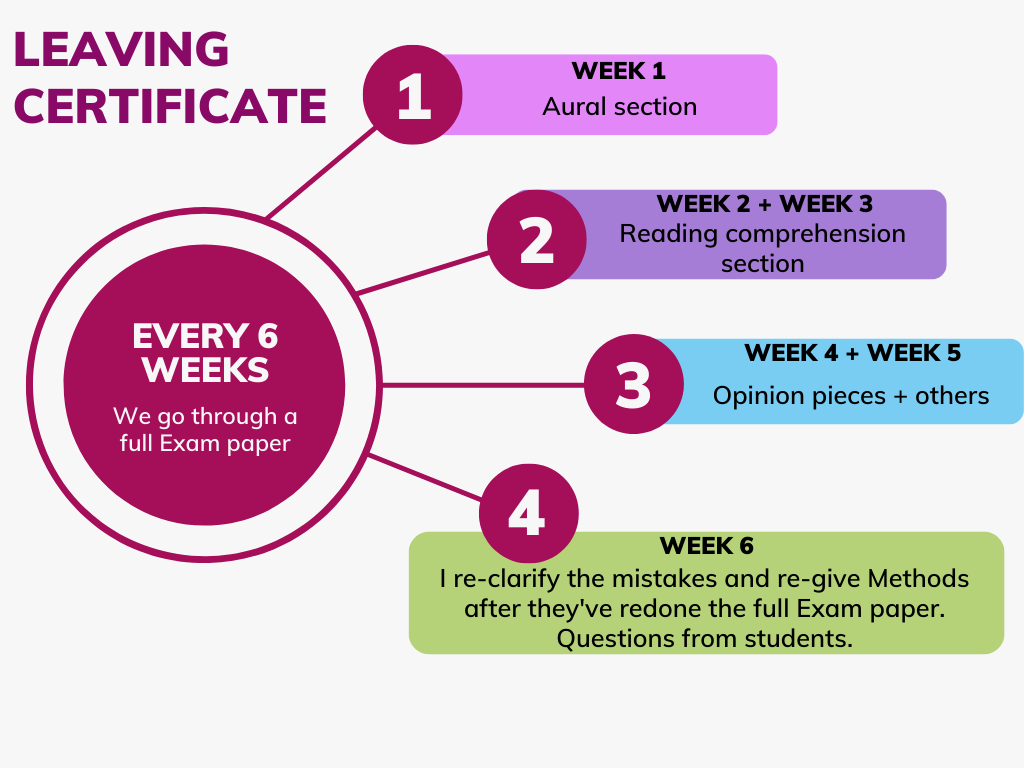 LEAVING
CERTIFICATE
1
WEEK 1
Aural section
2
WEEK 2 + WEEK 3
Reading comprehension
section
EVERY 6
WEEKS
We go through a
full Exam paper
3
WEEK 4 + WEEK 5
Opinion pieces + others
4
WEEK 6
I re-clarify the mistakes and re-give Methods
after they've redone the full Exam paper.
Questions from students.